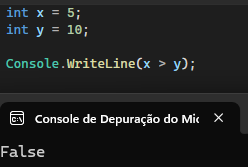 int x = 5;
int y = 10;
Console.WriteLine(x > y);
Console de Depuração do Mic
False